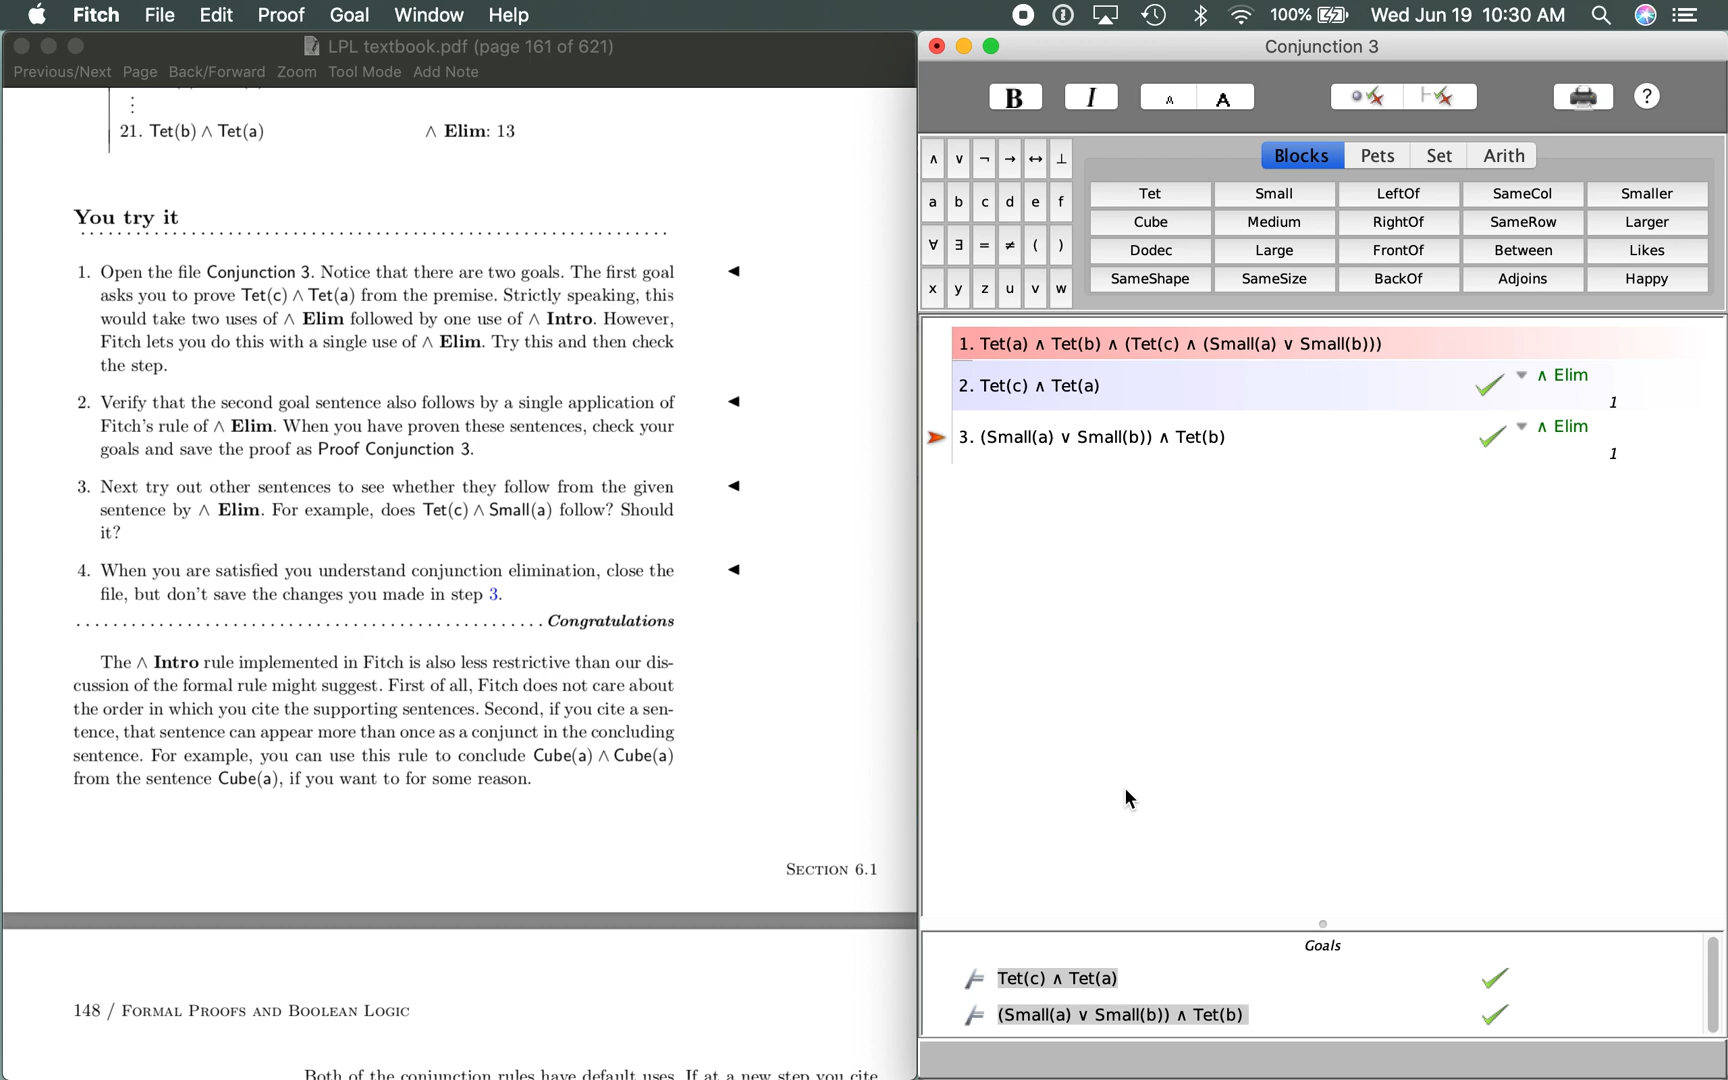 Fitch File Edit Proof Goal Window Help 100% Wed Jun 19 10:30 AM
LPL textbook.pdf (page 161 of 621)
Previous/Next Page Back/Forward Zoom Tool Mode Add Note
⋮
21. Tet(b) ∧ Tet(a) ∧ Elim: 13
You try it
1. Open the file Conjunction 3. Notice that there are two goals. The first goal
asks you to prove Tet(c) ∧ Tet(a) from the premise. Strictly speaking, this
would take two uses of ∧ Elim followed by one use of ∧ Intro. However,
Fitch lets you do this with a single use of ∧ Elim. Try this and then check
the step.
2. Verify that the second goal sentence also follows by a single application of
Fitch's rule of ∧ Elim. When you have proven these sentences, check your
goals and save the proof as Proof Conjunction 3.
3. Next try out other sentences to see whether they follow from the given
sentence by ∧ Elim. For example, does Tet(c) ∧ Small(a) follow? Should
it?
4. When you are satisfied you understand conjunction elimination, close the
file, but don't save the changes you made in step 3.
Congratulations
The ∧ Intro rule implemented in Fitch is also less restrictive than our dis-
cussion of the formal rule might suggest. First of all, Fitch does not care about
the order in which you cite the supporting sentences. Second, if you cite a sen-
tence, that sentence can appear more than once as a conjunct in the concluding
sentence. For example, you can use this rule to conclude Cube(a) ∧ Cube(a)
from the sentence Cube(a), if you want to for some reason.
Section 6.1
148 / Formal Proofs and Boolean Logic
Both of the conjunction rules have default uses. If at a new step you cite
Conjunction 3
B I A A ?
∧ ∨ ¬ → ↔ ⊥
a b c d e f
∀ ∃ = ≠ ( )
x y z u v w
Blocks Pets Set Arith
Tet Small LeftOf SameCol Smaller
Cube Medium RightOf SameRow Larger
Dodec Large FrontOf Between Likes
SameShape SameSize BackOf Adjoins Happy
1. Tet(a) ∧ Tet(b) ∧ (Tet(c) ∧ (Small(a) ∨ Small(b)))
2. Tet(c) ∧ Tet(a) ∧ Elim
1
3. (Small(a) ∨ Small(b)) ∧ Tet(b) ∧ Elim
1
Goals
Tet(c) ∧ Tet(a)
(Small(a) ∨ Small(b)) ∧ Tet(b)